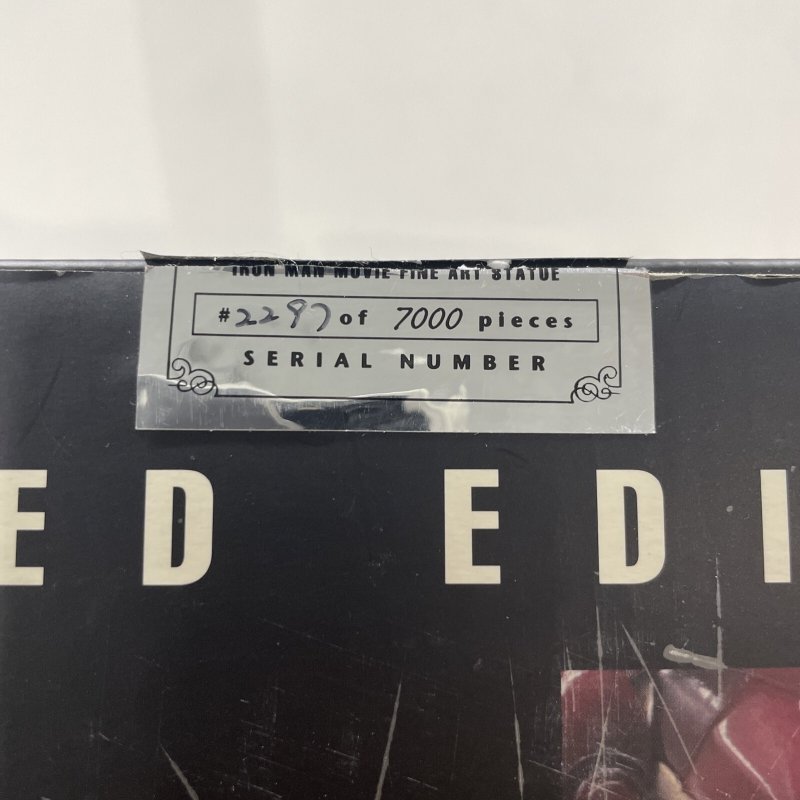 IRON MAN MOVIE FINE ART STATUE
#2297 of 7000 pieces
SERIAL NUMBER
ED EDI